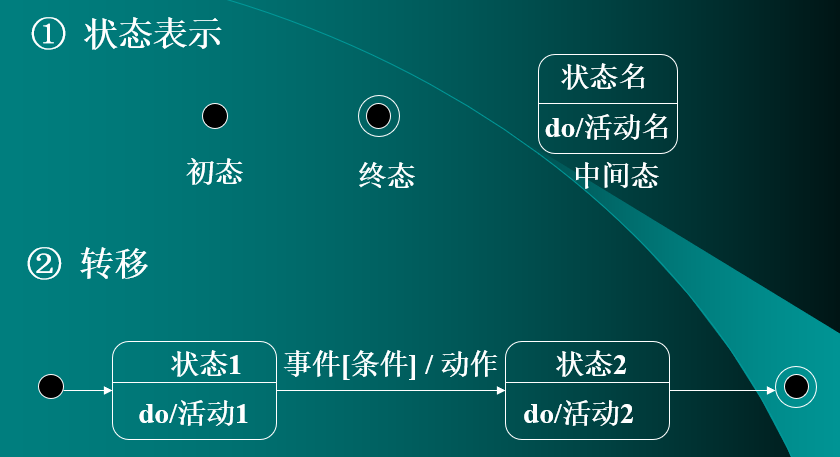 ① 状态表示
状态名
do/活动名
初态
终态
中间态
② 转移
状态1
事件[条件] / 动作
状态2
do/活动1
do/活动2